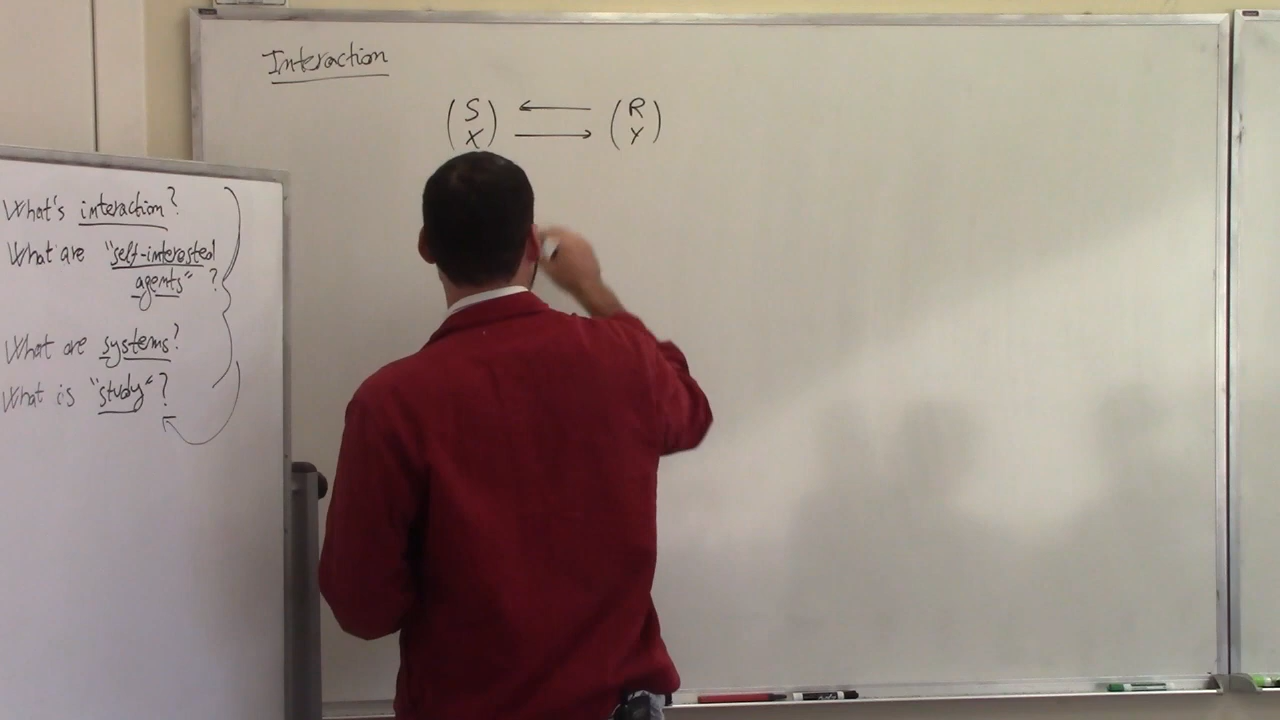 Interaction
(S X) ← → (R Y)
What's interaction?
What are "self-interested
agents" ?
What are systems?
What is "study"?